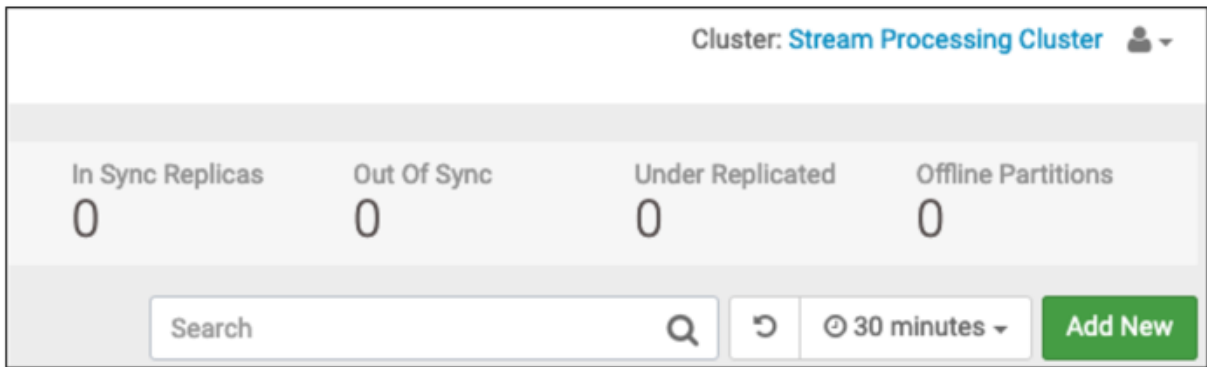 Cluster: Stream Processing Cluster
In Sync Replicas Out Of Sync Under Replicated Offline Partitions
0 0 0 0
Search 30 minutes Add New